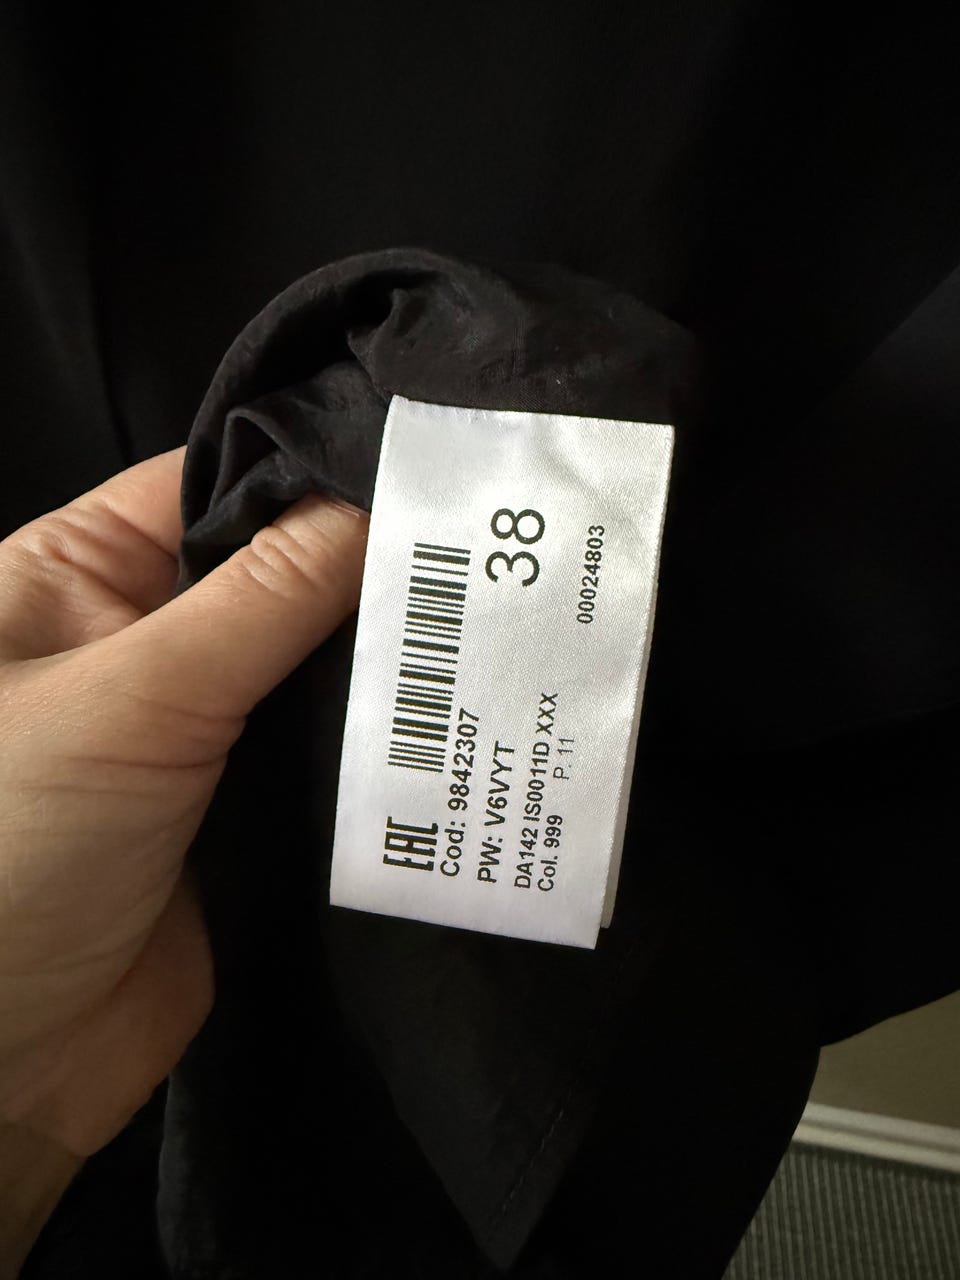 38
00024803
EAC
Cod: 9842307
PW: V6VYT
DA142 IS0011D XXX
Col. 999 P. 11